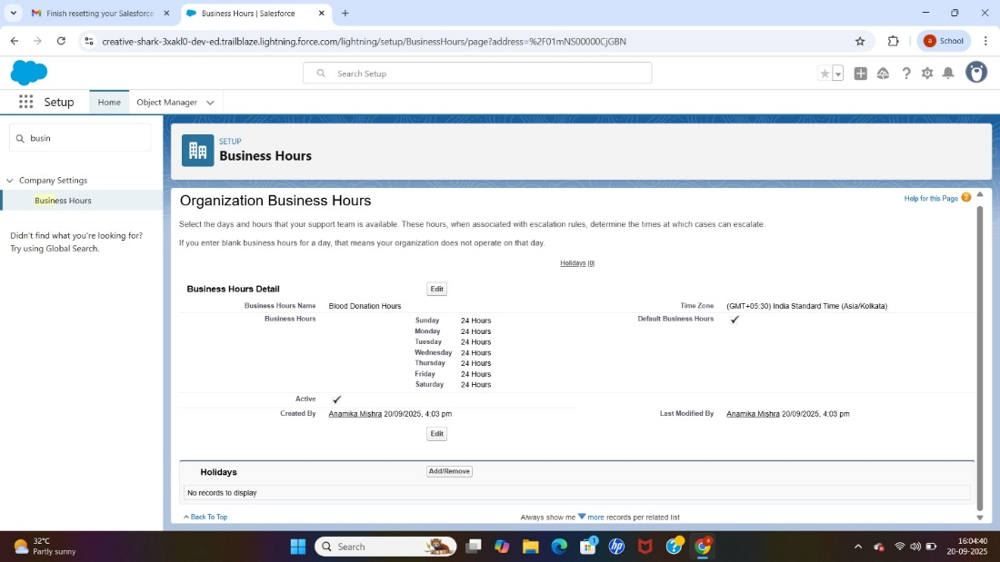 Finish resetting your Salesforce
Business Hours | Salesforce
creative-shark-3xakl0-dev-ed.trailblaze.lightning.force.com/lightning/setup/BusinessHours/page?address=%2F01mNS00000CjGBN
a School
Search Setup
Setup Home Object Manager
busin
Company Settings
Business Hours
Didn't find what you're looking for?
Try using Global Search.
SETUP
Business Hours
Organization Business Hours
Help for this Page ?
Select the days and hours that your support team is available. These hours, when associated with escalation rules, determine the times at which cases can escalate.
If you enter blank business hours for a day, that means your organization does not operate on that day.
Holidays [0]
Business Hours Detail Edit
Business Hours Name Blood Donation Hours Time Zone (GMT+05:30) India Standard Time (Asia/Kolkata)
Business Hours Default Business Hours
Sunday 24 Hours
Monday 24 Hours
Tuesday 24 Hours
Wednesday 24 Hours
Thursday 24 Hours
Friday 24 Hours
Saturday 24 Hours
Active
Created By Anamika Mishra 20/09/2025, 4:03 pm Last Modified By Anamika Mishra 20/09/2025, 4:03 pm
Edit
Holidays Add/Remove
No records to display
Back To Top Always show me more records per related list
32°C
Partly sunny
Search
1
16:04:40
20-09-2025